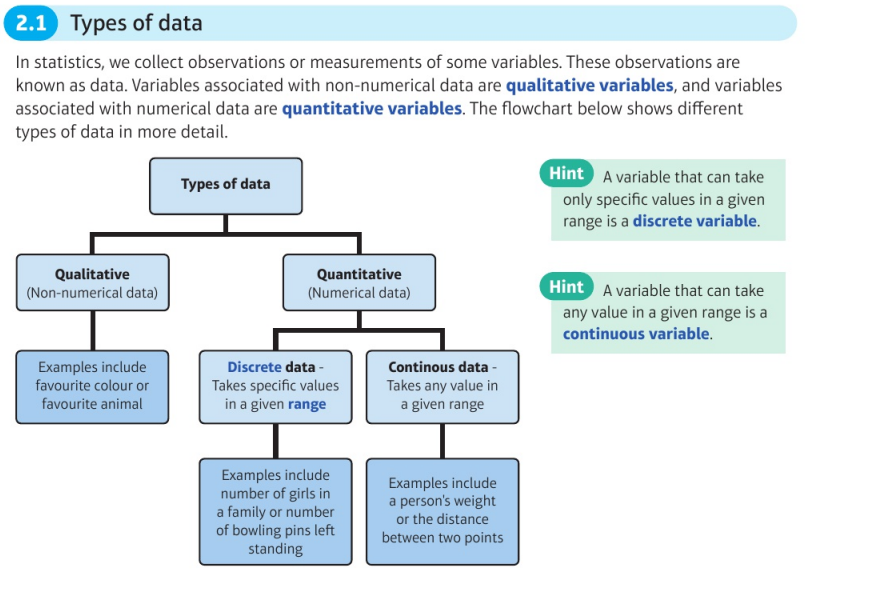 2.1 Types of data
In statistics, we collect observations or measurements of some variables. These observations are
known as data. Variables associated with non-numerical data are qualitative variables, and variables
associated with numerical data are quantitative variables. The flowchart below shows different
types of data in more detail.
Types of data
Qualitative
(Non-numerical data)
Examples include
favourite colour or
favourite animal
Quantitative
(Numerical data)
Discrete data -
Takes specific values
in a given range
Examples include
number of girls in
a family or number
of bowling pins left
standing
Continous data -
Takes any value in
a given range
Examples include
a person's weight
or the distance
between two points
Hint A variable that can take
only specific values in a given
range is a discrete variable.
Hint A variable that can take
any value in a given range is a
continuous variable.